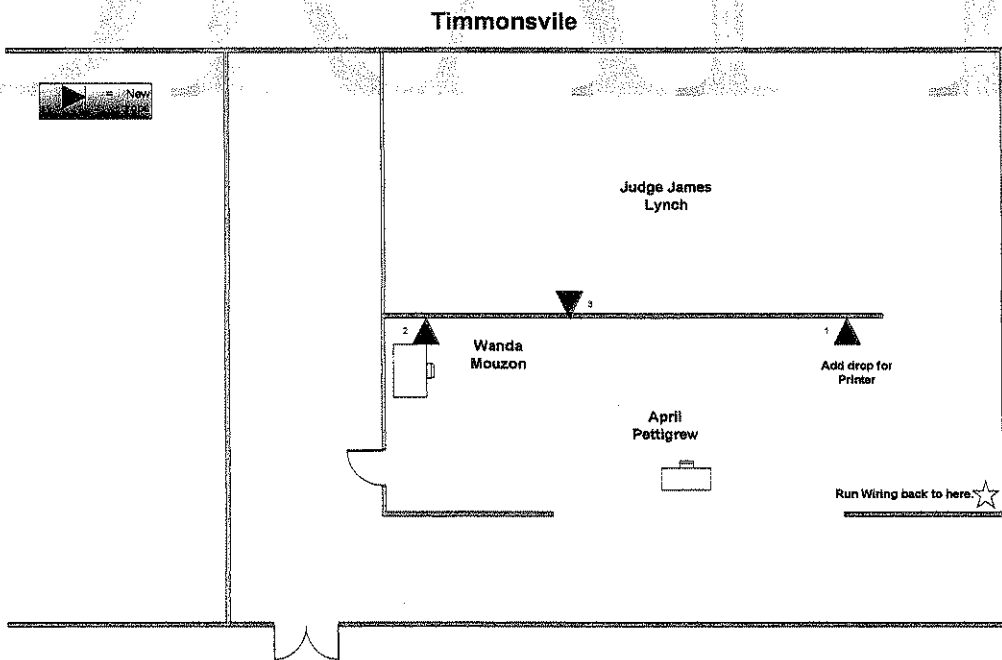 Timmonsvile
= New
Judge James
Lynch
3
2
1
Wanda
Mouzon
Add drop for
Printer
April
Pettigrew
Run Wiring back to here.